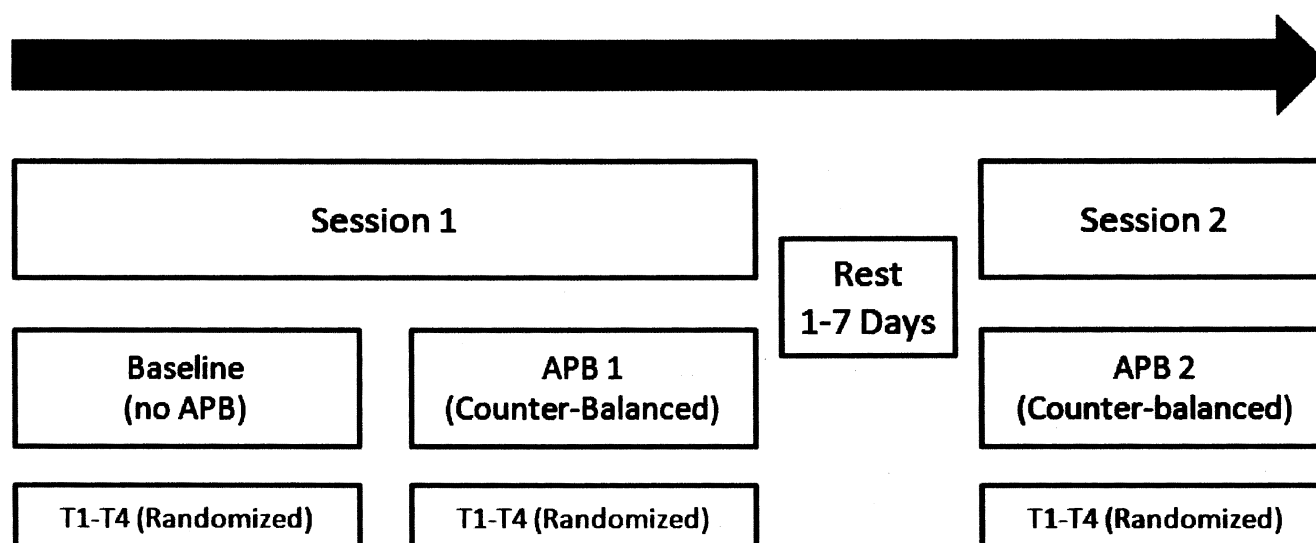 Session 1
Session 2
Rest
1-7 Days
Baseline
(no APB)
APB 1
(Counter-Balanced)
APB 2
(Counter-balanced)
T1-T4 (Randomized)
T1-T4 (Randomized)
T1-T4 (Randomized)